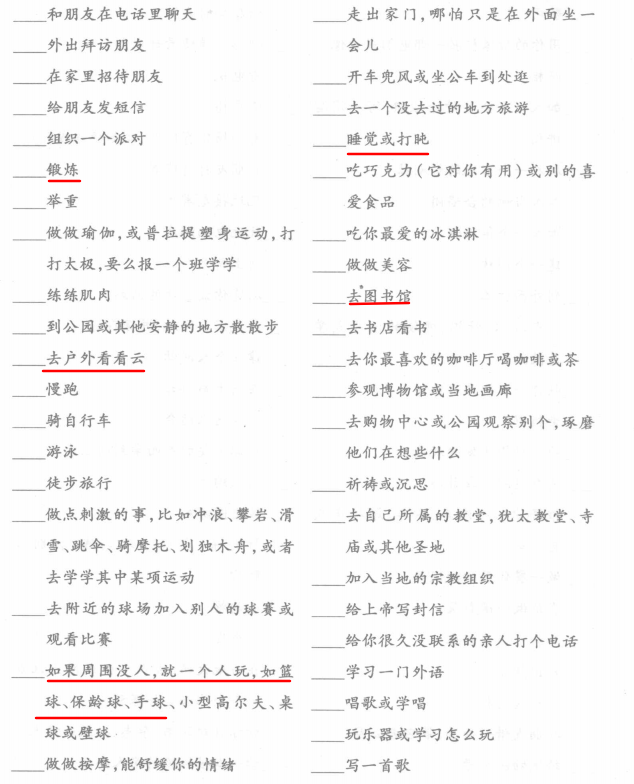 ____和朋友在电话里聊天
____外出拜访朋友
____在家里招待朋友
____给朋友发短信
____组织一个派对
____锻炼
____举重
____做做瑜伽,或普拉提塑身运动,打
打太极,要么报一个班学学
____练练肌肉
____到公园或其他安静的地方散散步
____去户外看看云
____慢跑
____骑自行车
____游泳
____徒步旅行
____做点刺激的事,比如冲浪、攀岩、滑
雪、跳伞、骑摩托、划独木舟,或者
去学学其中某项运动
____去附近的球场加入别人的球赛或
观看比赛
____如果周围没人,就一个人玩,如篮
球、保龄球、手球、小型高尔夫、桌
球或壁球
____做做按摩,能舒缓你的情绪
____走出家门,哪怕只是在外面坐一
会儿
____开车兜风或坐公车到处逛
____去一个没去过的地方旅游
____睡觉或打盹
____吃巧克力(它对你有用)或别的喜
爱食品
____吃你最爱的冰淇淋
____做做美容
____去图书馆
____去书店看书
____去你最喜欢的咖啡厅喝咖啡或茶
____参观博物馆或当地画廊
____去购物中心或公园观察别个,琢磨
他们在想些什么
____祈祷或沉思
____去自己所属的教堂,犹太教堂、寺
庙或其他圣地
____加入当地的宗教组织
____给上帝写封信
____给你很久没联系的亲人打个电话
____学习一门外语
____唱歌或学唱
____玩乐器或学习怎么玩
____写一首歌